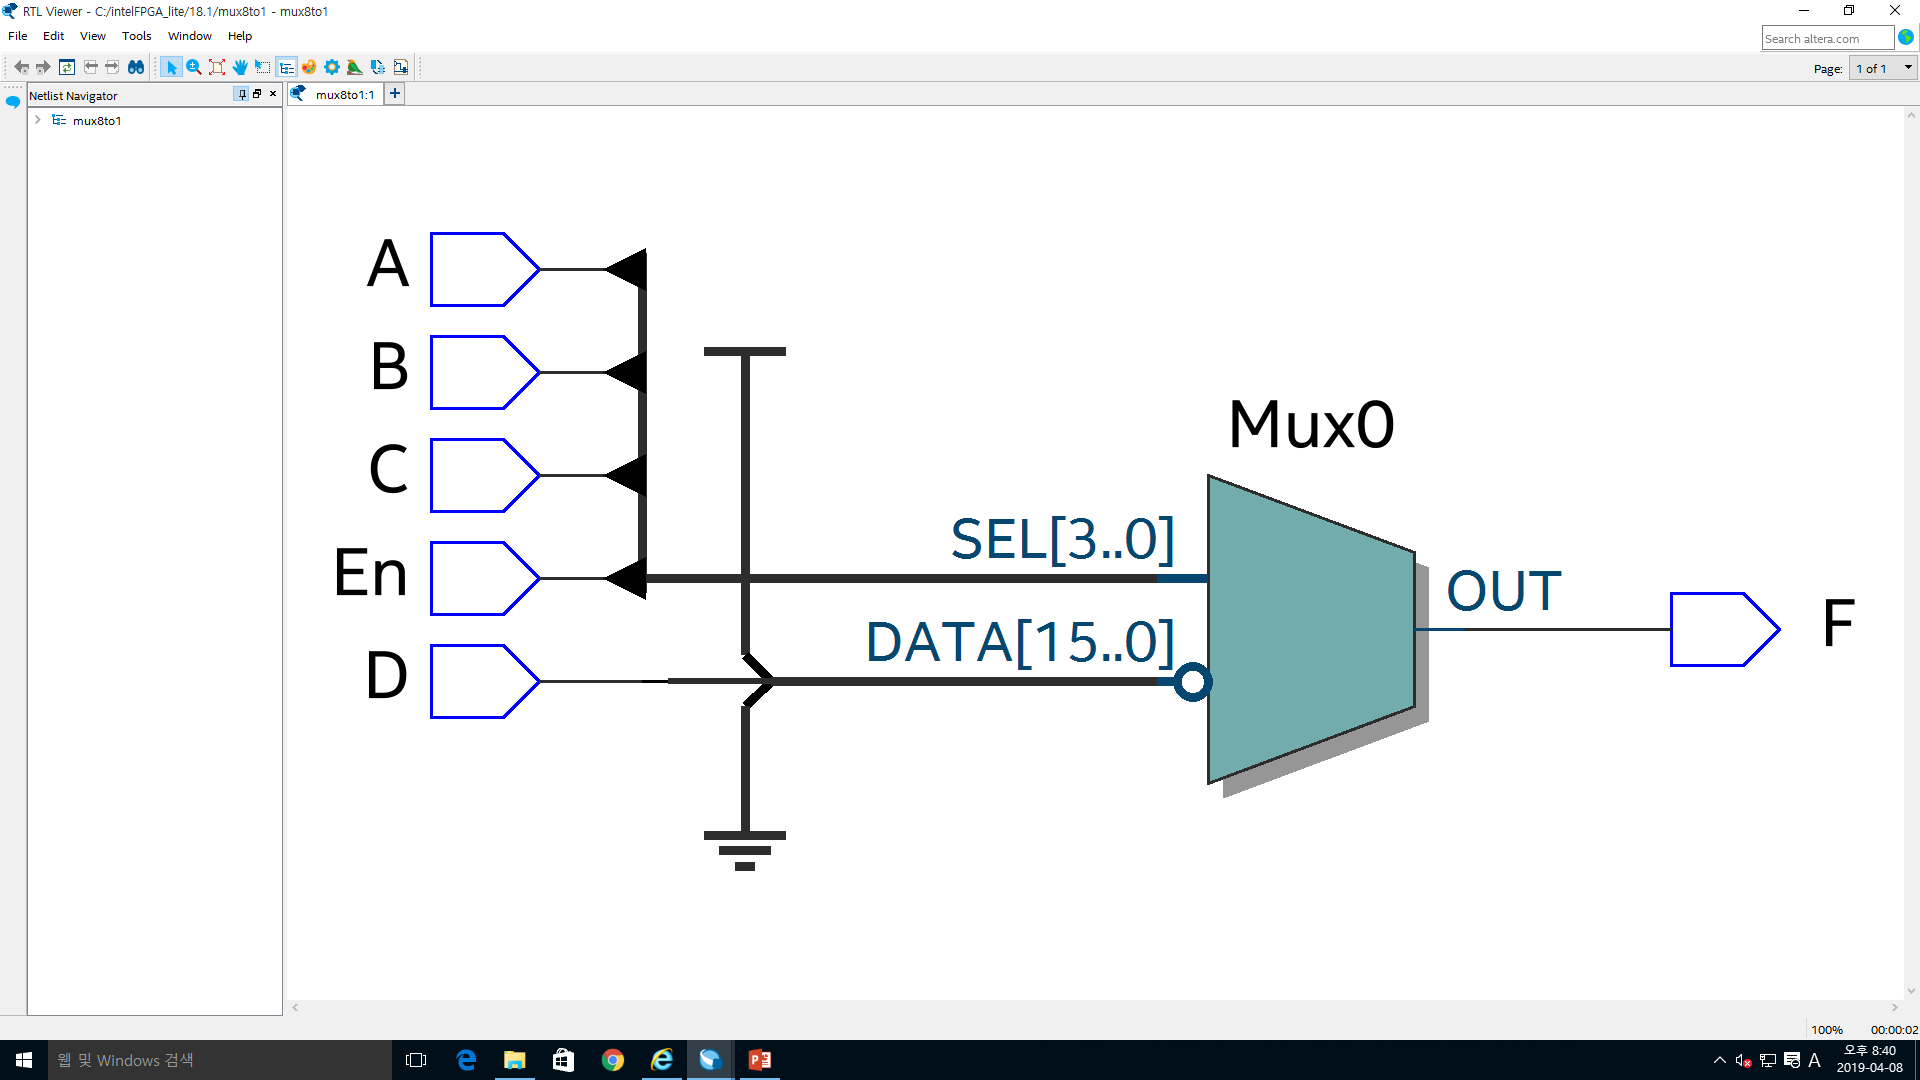 RTL Viewer - C:/intelFPGA_lite/18.1/mux8to1 - mux8to1
File Edit View Tools Window Help
Search altera.com
Page: 1 of 1
Netlist Navigator
mux8to1:1
mux8to1
A
B
C
En
D
SEL[3..0]
DATA[15..0]
Mux0
OUT
F
100% 00:00:02
웹 및 Windows 검색
A
오후 8:40
2019-04-08